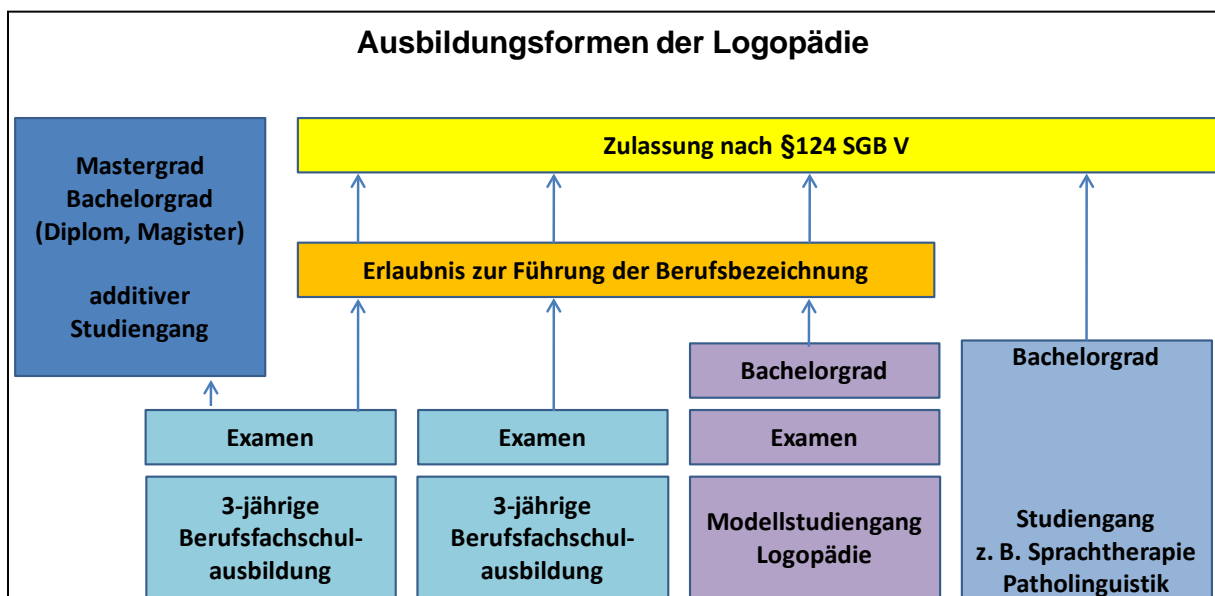 Ausbildungsformen der Logopädie
Mastergrad
Bachelorgrad
(Diplom, Magister)
additiver
Studiengang
Zulassung nach §124 SGB V
Erlaubnis zur Führung der Berufsbezeichnung
Examen
3-jährige
Berufsfachschul-
ausbildung
Examen
3-jährige
Berufsfachschul-
ausbildung
Bachelorgrad
Examen
Modellstudiengang
Logopädie
Bachelorgrad
Studiengang
z. B. Sprachtherapie
Patholinguistik